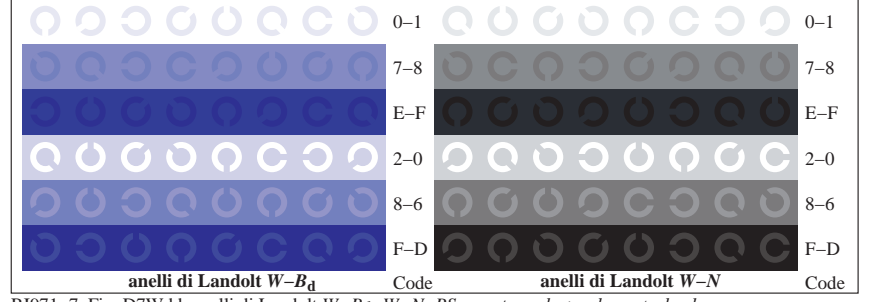 0–1 0–1
7–8 7–8
E–F E–F
2–0 2–0
8–6 8–6
F–D F–D
anelli di Landolt W–Bd Code anelli di Landolt W–N Code